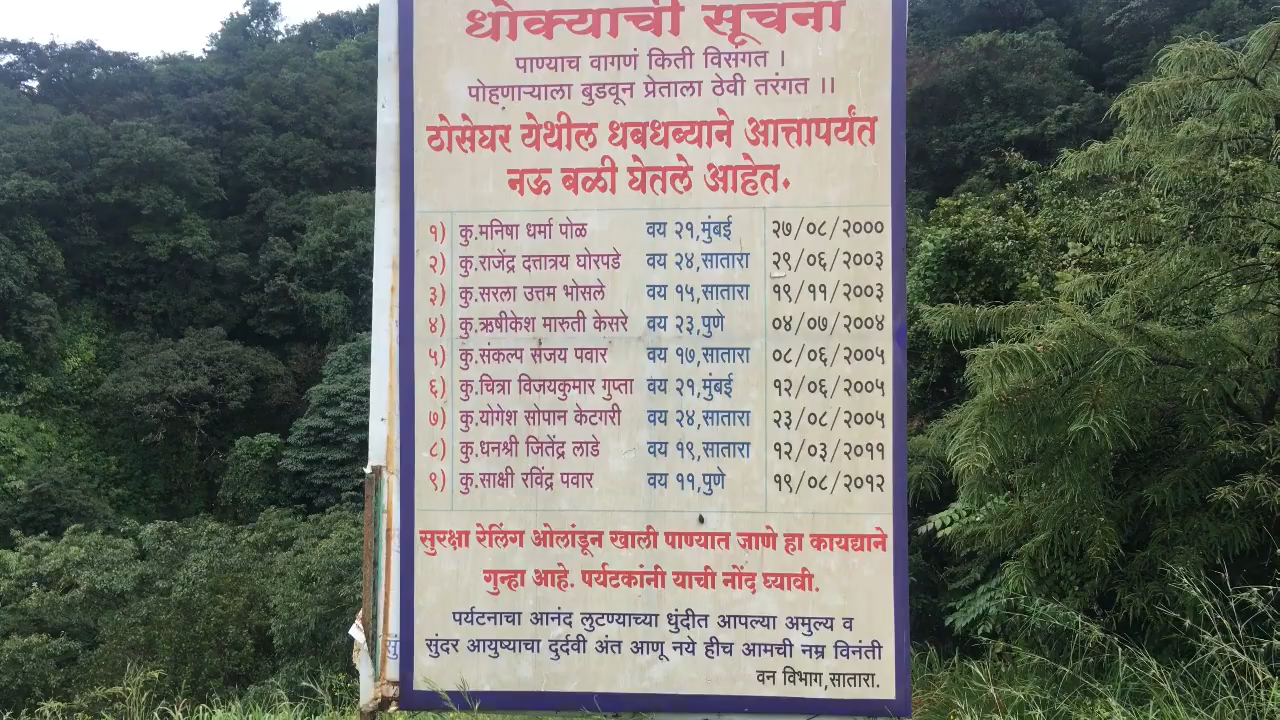 धोक्याची सूचना
पाण्याच वागणं किती विसंगत ।
पोहणाऱ्याला बुडवून प्रेताला ठेवी तरंगत ।।
ठोसेघर येथील धबधब्याने आत्तापर्यंत
नऊ बळी घेतले आहेत.
१) कु.मनिषा धर्मा पोळ वय २१,मुंबई २७/०८/२०००
२) कु.राजेंद्र दत्तात्रय घोरपडे वय २४,सातारा २९/०६/२००३
३) कु.सरला उत्तम भोसले वय १५,सातारा १९/११/२००३
४) कु.ऋषीकेश मारुती केसरे वय २३,पुणे ०४/०७/२००४
५) कु.संकल्प संजय पवार वय १७,सातारा ०८/०६/२००५
६) कु.चित्रा विजयकुमार गुप्ता वय २१,मुंबई १२/०६/२००५
७) कु.योगेश सोपान केटगरी वय २४,सातारा २३/०८/२००५
८) कु.धनश्री जितेंद्र लाडे वय १९,सातारा १२/०३/२०११
९) कु.साक्षी रविंद्र पवार वय ११,पुणे १९/०८/२०१२
सुरक्षा रेलिंग ओलांडून खाली पाण्यात जाणे हा कायद्याने
गुन्हा आहे. पर्यटकांनी याची नोंद घ्यावी.
पर्यटनाचा आनंद लुटण्याच्या धुंदीत आपल्या अमुल्य व
सुंदर आयुष्याचा दुर्दवी अंत आणू नये हीच आमची नम्र विनंती
वन विभाग,सातारा.